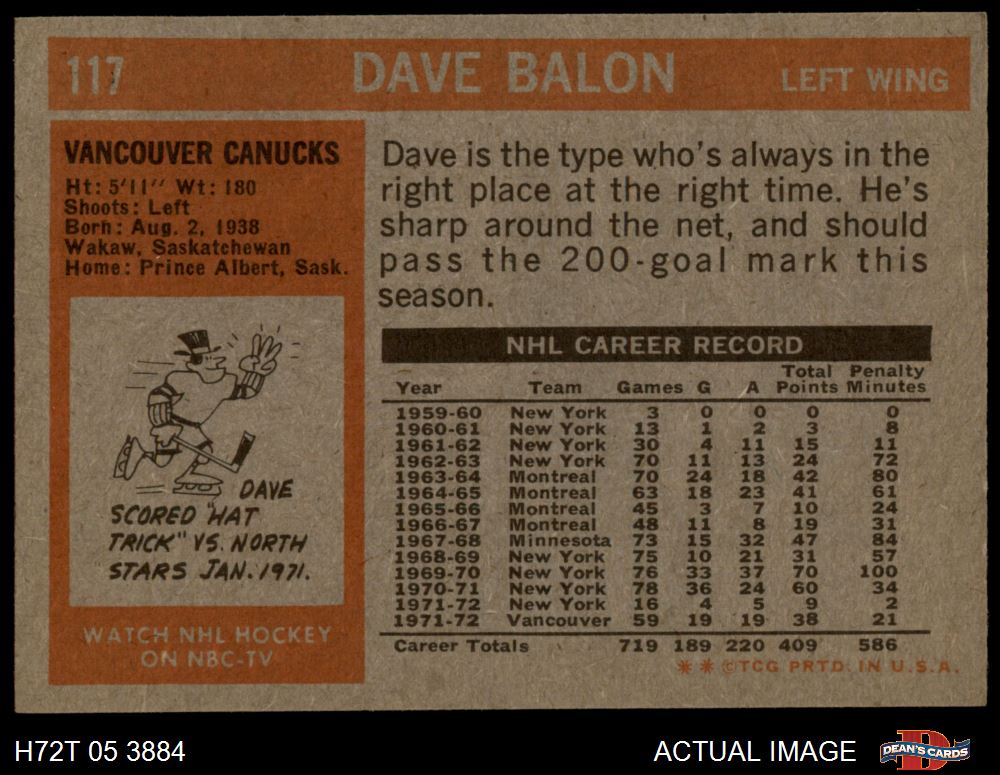 117 DAVE BALON LEFT WING
VANCOUVER CANUCKS
Ht: 5'11'' Wt: 180
Shoots: Left
Born: Aug. 2, 1938
Wakaw, Saskatchewan
Home: Prince Albert, Sask.
DAVE
SCORED "HAT
TRICK" VS. NORTH
STARS JAN. 1971.
WATCH NHL HOCKEY
ON NBC-TV
Dave is the type who's always in the
right place at the right time. He's
sharp around the net, and should
pass the 200-goal mark this
season.
NHL CAREER RECORD
Total Penalty
Year Team Games G A Points Minutes
1959-60 New York 3 0 0 0 0
1960-61 New York 13 1 2 3 8
1961-62 New York 30 4 11 15 11
1962-63 New York 70 11 13 24 72
1963-64 Montreal 70 24 18 42 80
1964-65 Montreal 63 18 23 41 61
1965-66 Montreal 45 3 7 10 24
1966-67 Montreal 48 11 8 19 31
1967-68 Minnesota 73 15 32 47 84
1968-69 New York 75 10 21 31 57
1969-70 New York 76 33 37 70 100
1970-71 New York 78 36 24 60 34
1971-72 New York 16 4 5 9 2
1971-72 Vancouver 59 19 19 38 21
Career Totals 719 189 220 409 586
** ©TCG PRTD. IN U.S.A.
H72T 05 3884 ACTUAL IMAGE DEAN'S CARDS